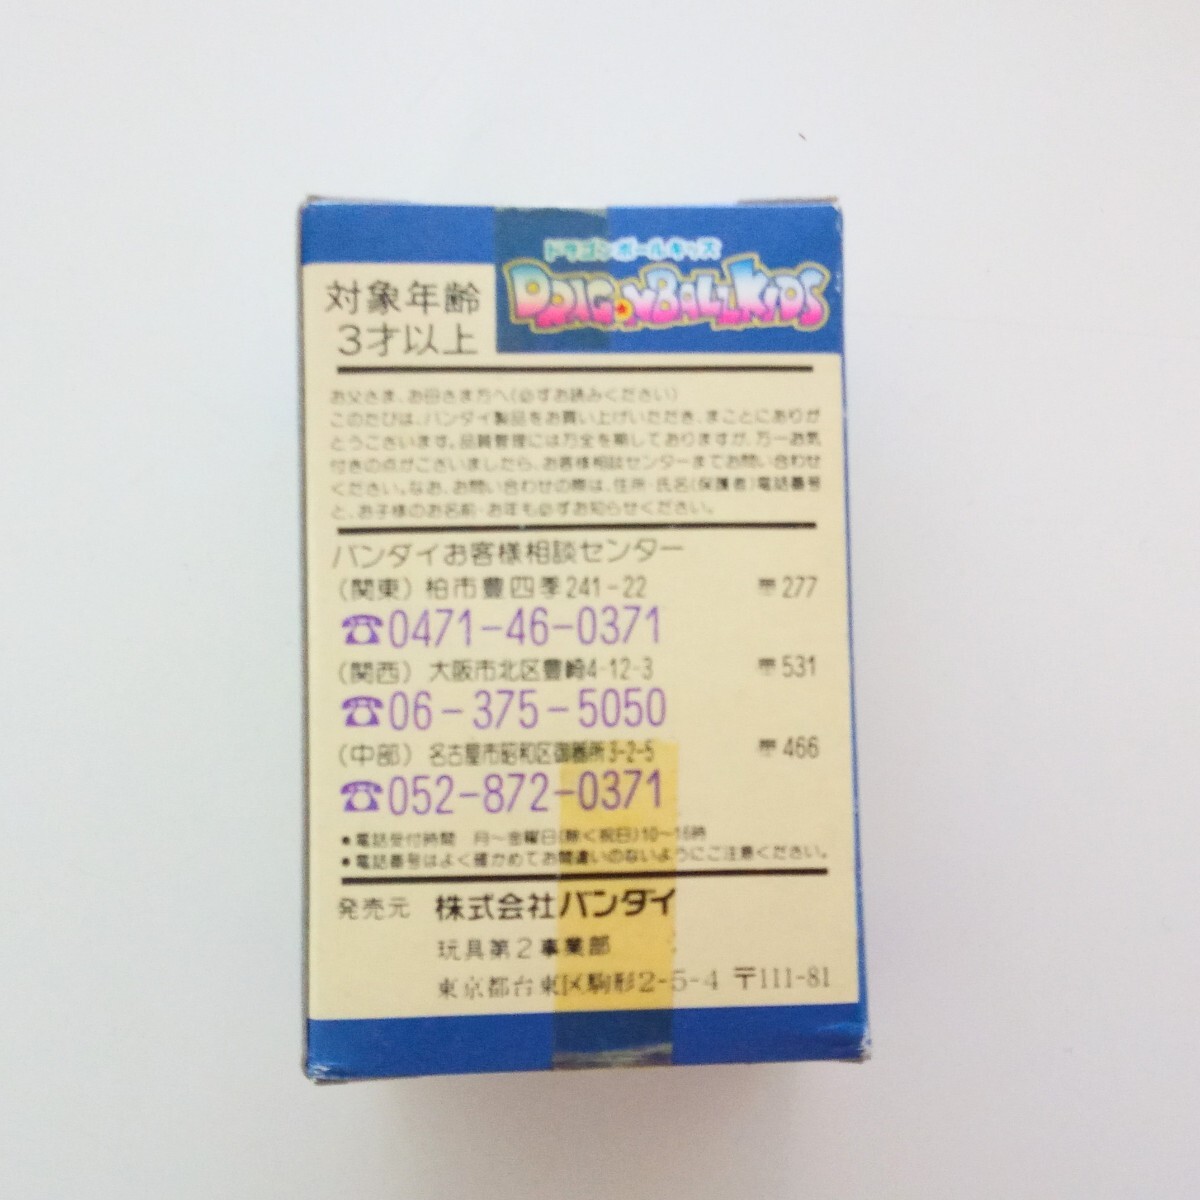 ドラゴンボールキッズ
DRAGONBALLKIDS
対象年齢
3才以上
お父さま、お母さま方へ(必ずお読みください)
このたびは、バンダイ製品をお買い上げいただき、まことにありが
とうございます。品質管理には万全を期しておりますが、万一お気
付きの点がございましたら、お客様相談センターまでお問い合わせ
ください。なお、お問い合わせの際は、住所・氏名(保護者)電話番号
と、お子様のお名前・お年も必ずお知らせください。
バンダイお客様相談センター
(関東) 柏市豊四季241-22 〠277
☎0471-46-0371
(関西) 大阪市北区豊崎4-12-3 〠531
☎06-375-5050
(中部) 名古屋市昭和区御器所3-2-5 〠466
☎052-872-0371
●電話受付時間 月〜金曜日(除く祝日)10〜16時
●電話番号はよく確かめてお間違いのないようにご注意ください。
発売元 株式会社バンダイ
玩具第2事業部
東京都台東区駒形2-5-4 〒111-81